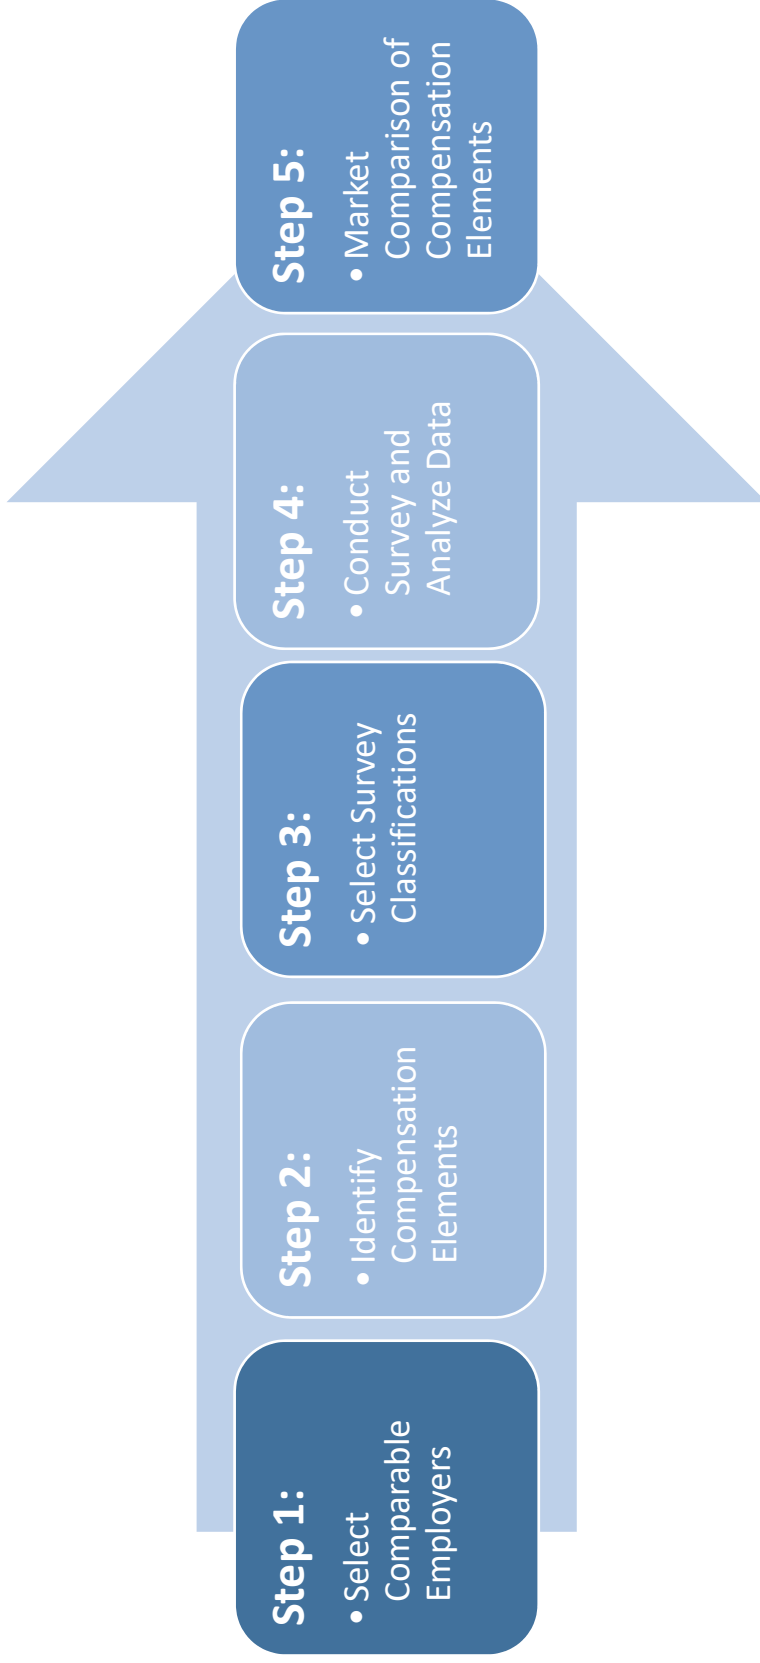 Step 1:
• Select
Comparable
Employers
Step 2:
• Identify
Compensation
Elements
Step 3:
• Select Survey
Classifications
Step 4:
• Conduct
Survey and
Analyze Data
Step 5:
• Market
Comparison of
Compensation
Elements